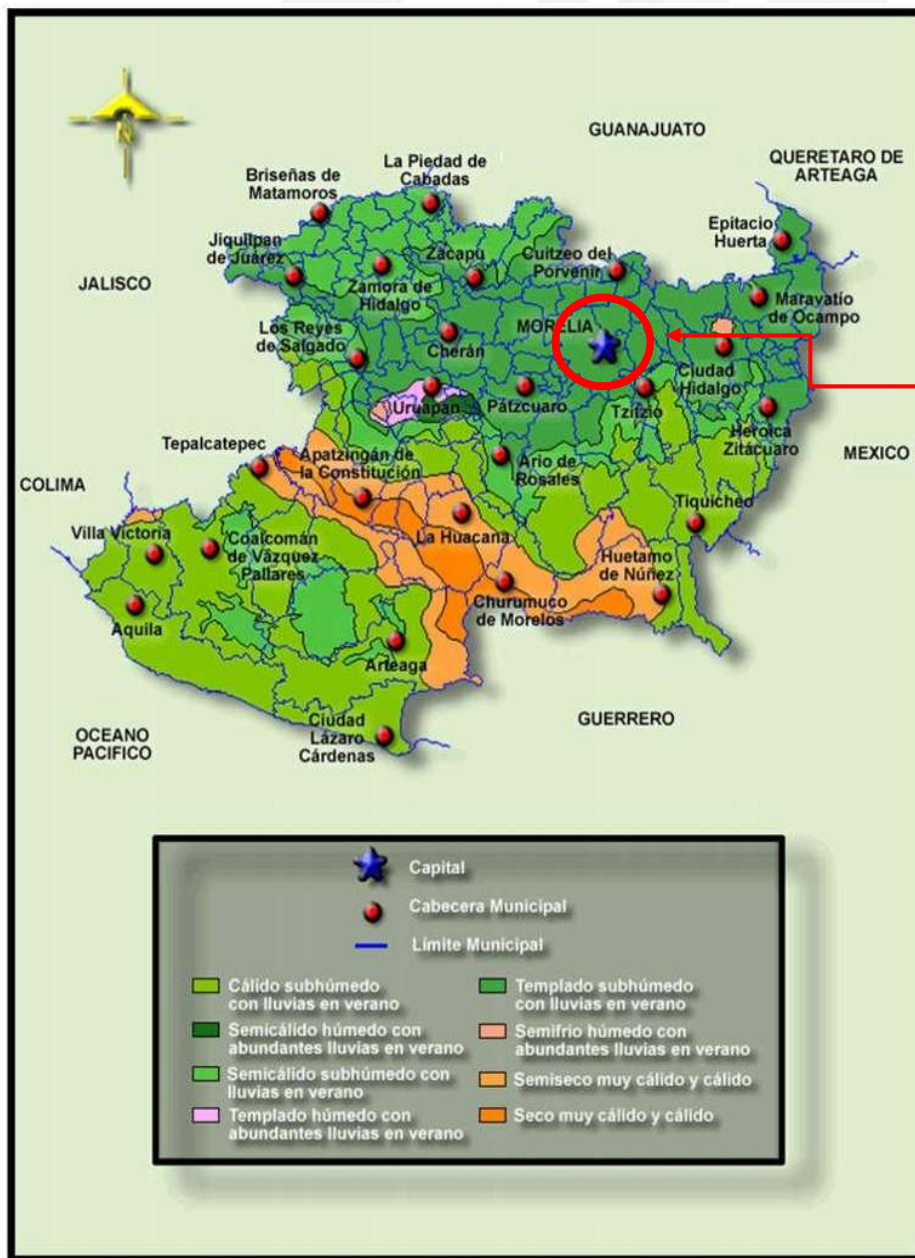 N
GUANAJUATO
QUERETARO DE
ARTEAGA
La Piedad de
Cabadas
Briseñas de
Matamoros
Epitacio
Huerta
Jiquilpan
de Juárez
Zacapú
Cuitzeo del
Porvenir
JALISCO
Zamora de
Hidalgo
Maravatío
de Ocampo
Los Reyes
de Salgado
MORELIA
Cherán
Ciudad
Hidalgo
Uruapan
Pátzcuaro
Tzitzio
Heroica
Zitácuaro
Tepalcatepec
Apatzingán de
la Constitución
Ario de
Rosales
MEXICO
COLIMA
Tiquicheo
Villa Victoria
Coalcomán
de Vázquez
Pallares
La Huacana
Huetamo
de Núñez
Aquila
Churumuco
de Morelos
Arteaga
OCEANO
PACIFICO
Ciudad
Lázaro
Cárdenas
GUERRERO
Capital
Cabecera Municipal
Límite Municipal
Cálido subhúmedo
con lluvias en verano
Semicálido húmedo con
abundantes lluvias en verano
Semicálido subhúmedo con
lluvias en verano
Templado húmedo con
abundantes lluvias en verano
Templado subhúmedo
con lluvias en verano
Semifrio húmedo con
abundantes lluvias en verano
Semiseco muy cálido y cálido
Seco muy cálido y cálido